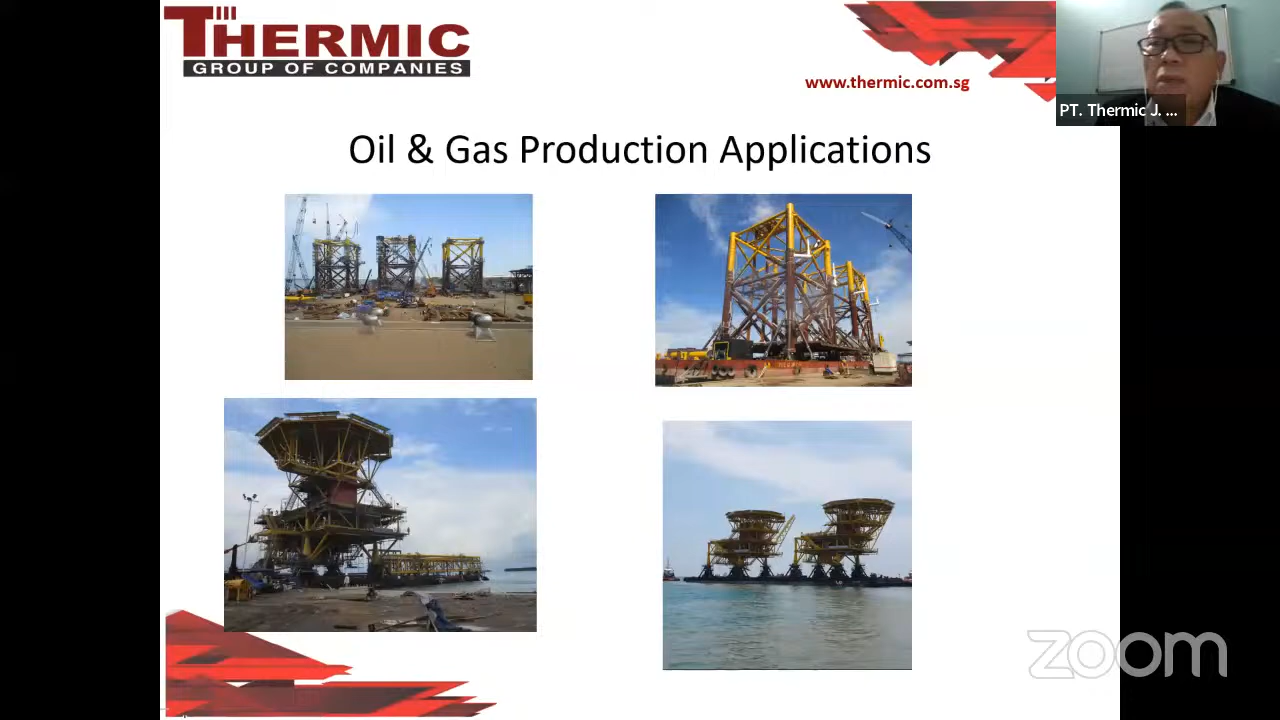 THERMIC
GROUP OF COMPANIES
www.thermic.com.sg
PT. Thermic J. ...
Oil & Gas Production Applications
zoom